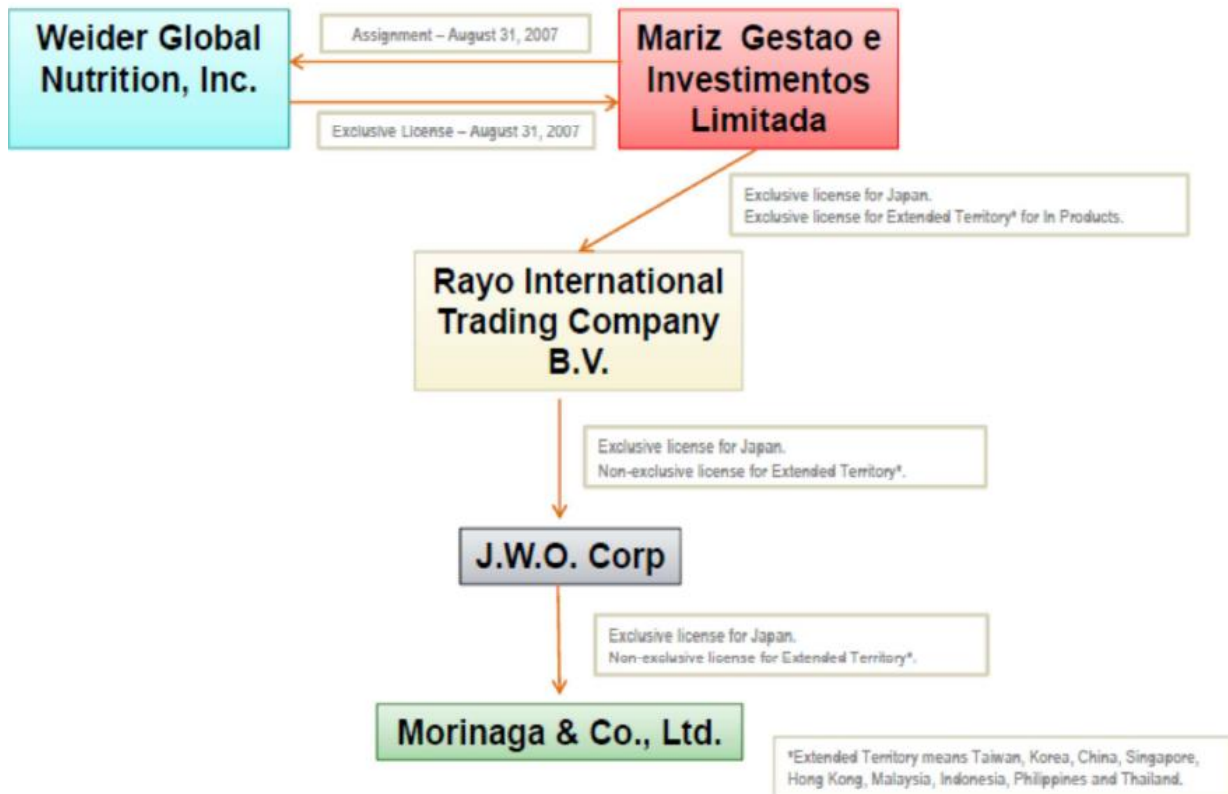 Weider Global
Nutrition, Inc.
Assignment – August 31, 2007
Exclusive License – August 31, 2007
Mariz Gestao e
Investimentos
Limitada
Exclusive license for Japan.
Exclusive license for Extended Territory* for In Products.
Rayo International
Trading Company
B.V.
Exclusive license for Japan.
Non-exclusive license for Extended Territory*.
J.W.O. Corp
Exclusive license for Japan.
Non-exclusive license for Extended Territory*.
Morinaga & Co., Ltd.
*Extended Territory means Taiwan, Korea, China, Singapore,
Hong Kong, Malaysia, Indonesia, Philippines and Thailand.